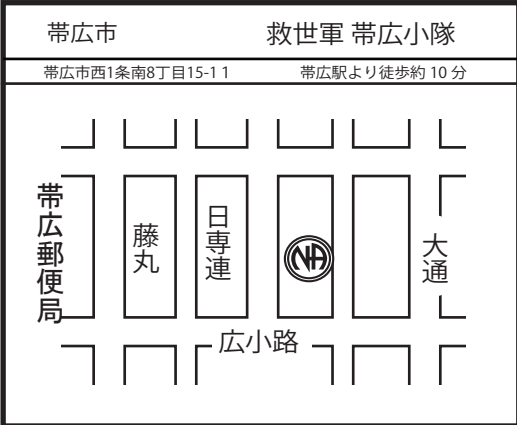 帯広市
救世軍 帯広小隊
帯広市西1条南8丁目15-1 1
帯広駅より徒歩約 10 分
帯広郵便局
藤丸
日専連
NA
大通
広小路